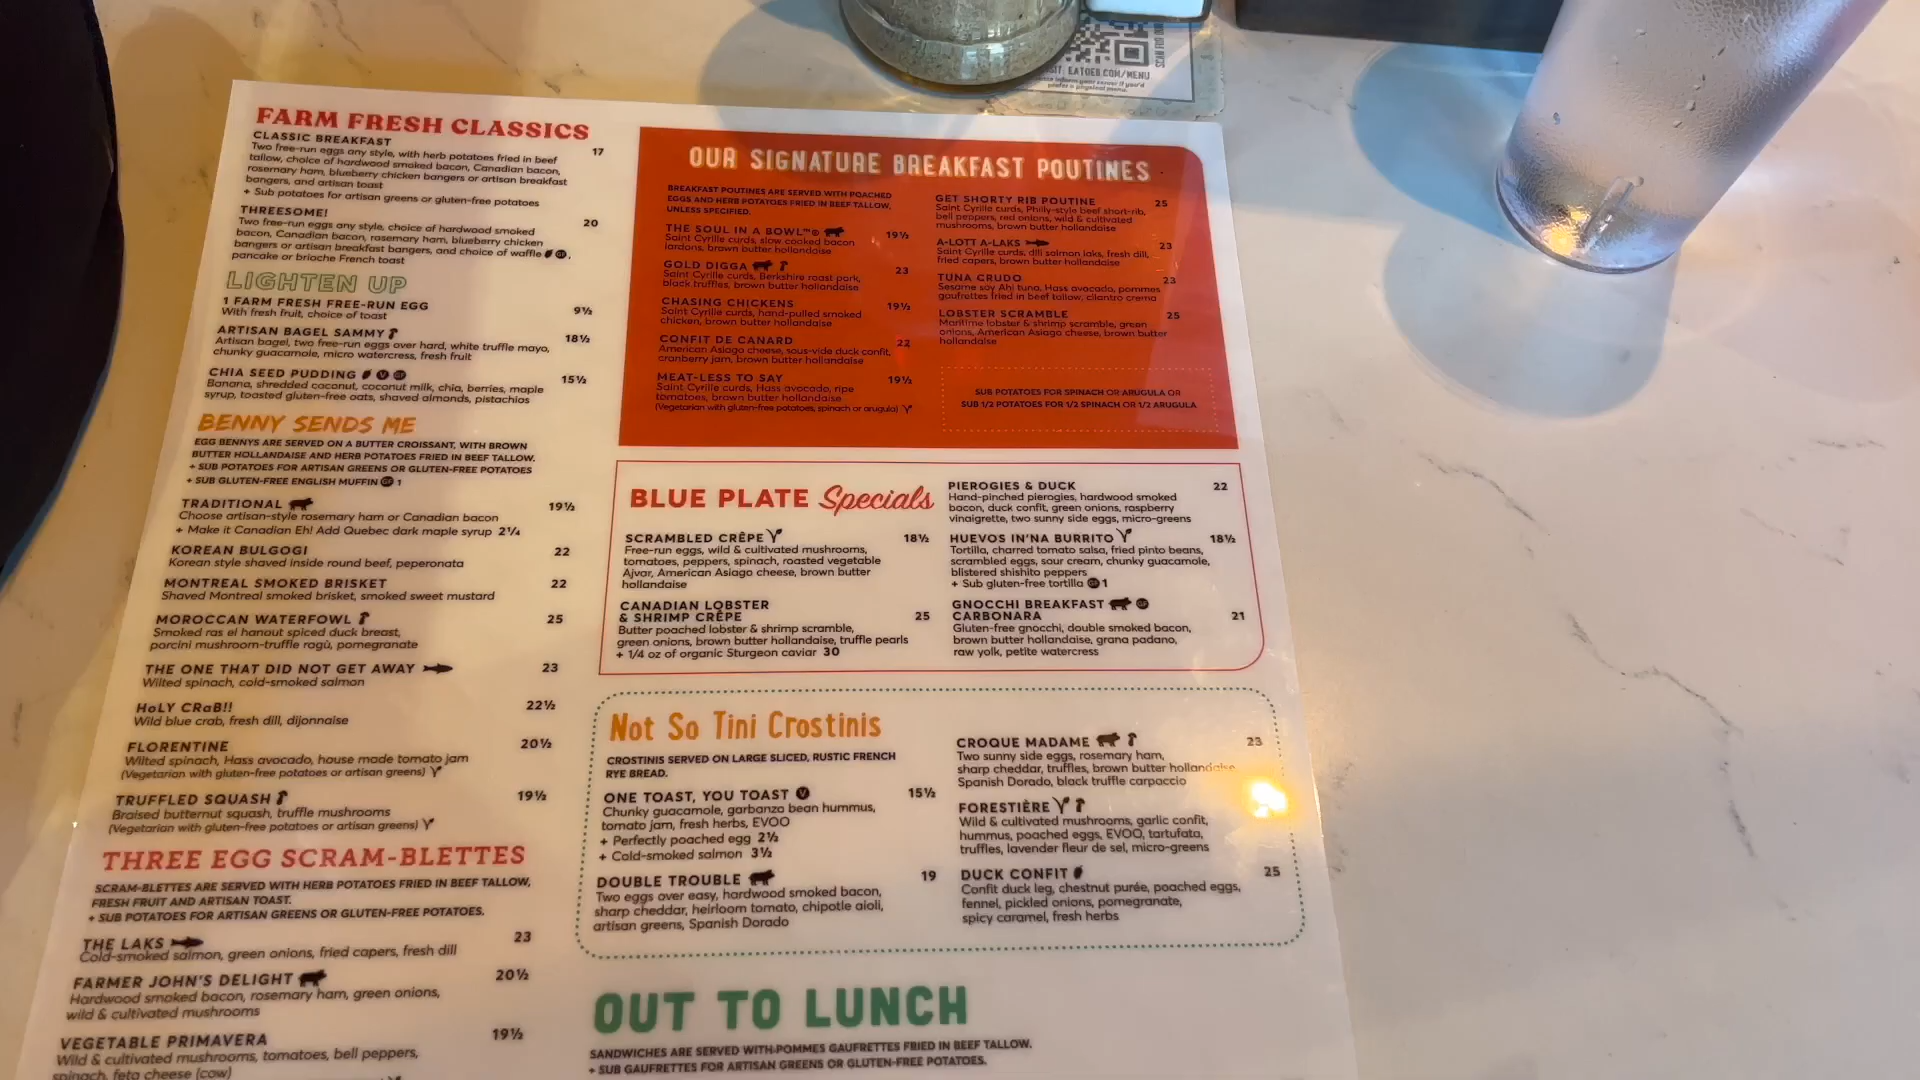 SCAN FOR
VISIT: EATOEB.COM/MENU
FARM FRESH CLASSICS
CLASSIC BREAKFAST 17
Two free-run eggs any style, with herb potatoes fried in beef
tallow, choice of hardwood smoked bacon, Canadian bacon,
rosemary ham, blueberry chicken bangers or artisan breakfast
bangers, and artisan toast
+ Sub potatoes for artisan greens or gluten-free potatoes
THREESOME! 20
Two free-run eggs any style, choice of hardwood smoked
bacon, Canadian bacon, rosemary ham, blueberry chicken
bangers or artisan breakfast bangers, and choice of waffle GF,
pancake or brioche French toast
LIGHTEN UP
1 FARM FRESH FREE-RUN EGG 9½
With fresh fruit, choice of toast
ARTISAN BAGEL SAMMY 18½
Artisan bagel, two free-run eggs over hard, white truffle mayo,
chunky guacamole, micro watercress, fresh fruit
CHIA SEED PUDDING V GF 15½
Banana, shredded coconut, coconut milk, chia, berries, maple
syrup, toasted gluten-free oats, shaved almonds, pistachios
BENNY SENDS ME
EGG BENNYS ARE SERVED ON A BUTTER CROISSANT, WITH BROWN
BUTTER HOLLANDAISE AND HERB POTATOES FRIED IN BEEF TALLOW.
+ SUB POTATOES FOR ARTISAN GREENS OR GLUTEN-FREE POTATOES
+ SUB GLUTEN-FREE ENGLISH MUFFIN GF 1
TRADITIONAL 19½
Choose artisan-style rosemary ham or Canadian bacon
+ Make it Canadian Eh! Add Quebec dark maple syrup 2¼
KOREAN BULGOGI 22
Korean style shaved inside round beef, peperonata
MONTREAL SMOKED BRISKET 22
Shaved Montreal smoked brisket, smoked sweet mustard
MOROCCAN WATERFOWL 25
Smoked ras el hanout spiced duck breast,
porcini mushroom-truffle ragù, pomegranate
THE ONE THAT DID NOT GET AWAY 23
Wilted spinach, cold-smoked salmon
HoLY CRaB!! 22½
Wild blue crab, fresh dill, dijonnaise
FLORENTINE 20½
Wilted spinach, Hass avocado, house made tomato jam
(Vegetarian with gluten-free potatoes or artisan greens)
TRUFFLED SQUASH 19½
Braised butternut squash, truffle mushrooms
(Vegetarian with gluten-free potatoes or artisan greens)
THREE EGG SCRAM-BLETTES
SCRAM-BLETTES ARE SERVED WITH HERB POTATOES FRIED IN BEEF TALLOW,
FRESH FRUIT AND ARTISAN TOAST.
+ SUB POTATOES FOR ARTISAN GREENS OR GLUTEN-FREE POTATOES.
THE LAKS 23
Cold-smoked salmon, green onions, fried capers, fresh dill
FARMER JOHN'S DELIGHT 20½
Hardwood smoked bacon, rosemary ham, green onions,
wild & cultivated mushrooms
VEGETABLE PRIMAVERA 19½
Wild & cultivated mushrooms, tomatoes, bell peppers,
spinach, feta cheese (cow)
OUR SIGNATURE BREAKFAST POUTINES
BREAKFAST POUTINES ARE SERVED WITH POACHED
EGGS AND HERB POTATOES FRIED IN BEEF TALLOW,
UNLESS SPECIFIED.
THE SOUL IN A BOWL™® 19½
Saint Cyrille curds, slow cooked bacon
lardons, brown butter hollandaise
GOLD DIGGA 23
Saint Cyrille curds, Berkshire roast pork,
black truffles, brown butter hollandaise
CHASING CHICKENS 19½
Saint Cyrille curds, hand-pulled smoked
chicken, brown butter hollandaise
CONFIT DE CANARD 22
American Asiago cheese, sous-vide duck confit,
cranberry jam, brown butter hollandaise
MEAT-LESS TO SAY 19½
Saint Cyrille curds, Hass avocado, ripe
tomatoes, brown butter hollandaise
(Vegetarian with gluten-free potatoes, spinach or arugula)
GET SHORTY RIB POUTINE 25
Saint Cyrille curds, Philly-style beef short-rib,
bell peppers, red onions, wild & cultivated
mushrooms, brown butter hollandaise
A-LOTT A-LAKS 23
Saint Cyrille curds, dill salmon laks, fresh dill,
fried capers, brown butter hollandaise
TUNA CRUDO 23
Sesame soy Ahi tuna, Hass avocado, pommes
gaufrettes fried in beef tallow, cilantro crema
LOBSTER SCRAMBLE 25
Maritime lobster & shrimp scramble, green
onions, American Asiago cheese, brown butter
hollandaise
SUB POTATOES FOR SPINACH OR ARUGULA OR
SUB 1/2 POTATOES FOR 1/2 SPINACH OR 1/2 ARUGULA
BLUE PLATE Specials
SCRAMBLED CRÊPE 18½
Free-run eggs, wild & cultivated mushrooms,
tomatoes, peppers, spinach, roasted vegetable
Ajvar, American Asiago cheese, brown butter
hollandaise
CANADIAN LOBSTER
& SHRIMP CRÊPE 25
Butter poached lobster & shrimp scramble,
green onions, brown butter hollandaise, truffle pearls
+ 1/4 oz of organic Sturgeon caviar 30
PIEROGIES & DUCK 22
Hand-pinched pierogies, hardwood smoked
bacon, duck confit, green onions, raspberry
vinaigrette, two sunny side eggs, micro-greens
HUEVOS IN'NA BURRITO 18½
Tortilla, charred tomato salsa, fried pinto beans,
scrambled eggs, sour cream, chunky guacamole,
blistered shishito peppers
+ Sub gluten-free tortilla GF 1
GNOCCHI BREAKFAST GF
CARBONARA 21
Gluten-free gnocchi, double smoked bacon,
brown butter hollandaise, grana padano,
raw yolk, petite watercress
Not So Tini Crostinis
CROSTINIS SERVED ON LARGE SLICED, RUSTIC FRENCH
RYE BREAD.
ONE TOAST, YOU TOAST V 15½
Chunky guacamole, garbanzo bean hummus,
tomato jam, fresh herbs, EVOO
+ Perfectly poached egg 2½
+ Cold-smoked salmon 3½
DOUBLE TROUBLE 19
Two eggs over easy, hardwood smoked bacon,
sharp cheddar, heirloom tomato, chipotle aioli,
artisan greens, Spanish Dorado
CROQUE MADAME 23
Two sunny side eggs, rosemary ham,
sharp cheddar, truffles, brown butter hollandaise
Spanish Dorado, black truffle carpaccio
FORESTIÈRE
Wild & cultivated mushrooms, garlic confit,
hummus, poached eggs, EVOO, tartufata,
truffles, lavender fleur de sel, micro-greens
DUCK CONFIT 25
Confit duck leg, chestnut purée, poached eggs,
fennel, pickled onions, pomegranate,
spicy caramel, fresh herbs
OUT TO LUNCH
SANDWICHES ARE SERVED WITH POMMES GAUFRETTES FRIED IN BEEF TALLOW.
+ SUB GAUFRETTES FOR ARTISAN GREENS OR GLUTEN-FREE POTATOES.